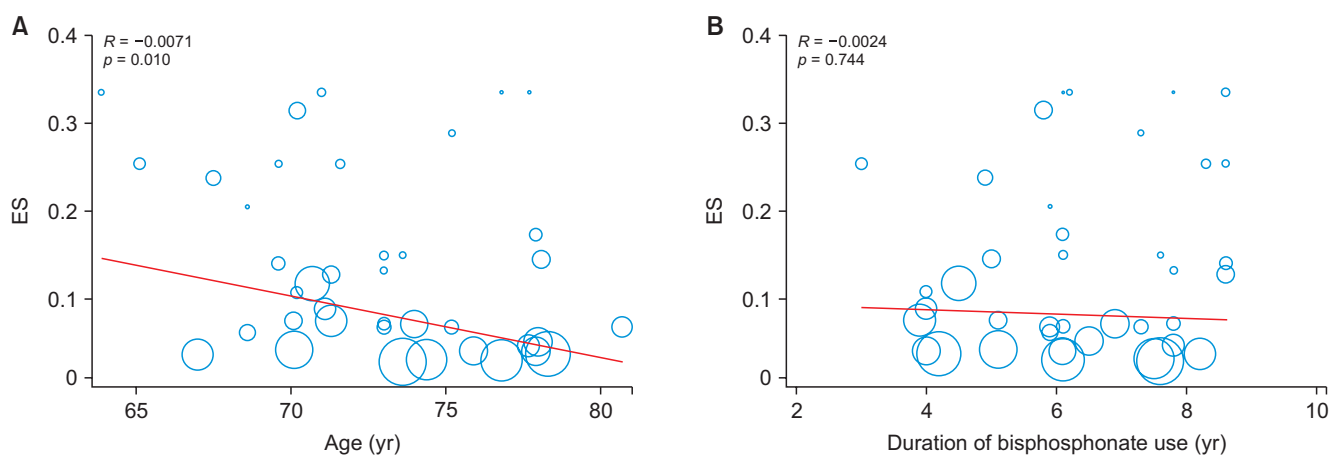 A
R = −0.0071
p = 0.010
0.4
0.3
0.2
0.1
0
ES
65 70 75 80
Age (yr)
B
R = −0.0024
p = 0.744
0.4
0.3
0.2
0.1
0
ES
2 4 6 8 10
Duration of bisphosphonate use (yr)